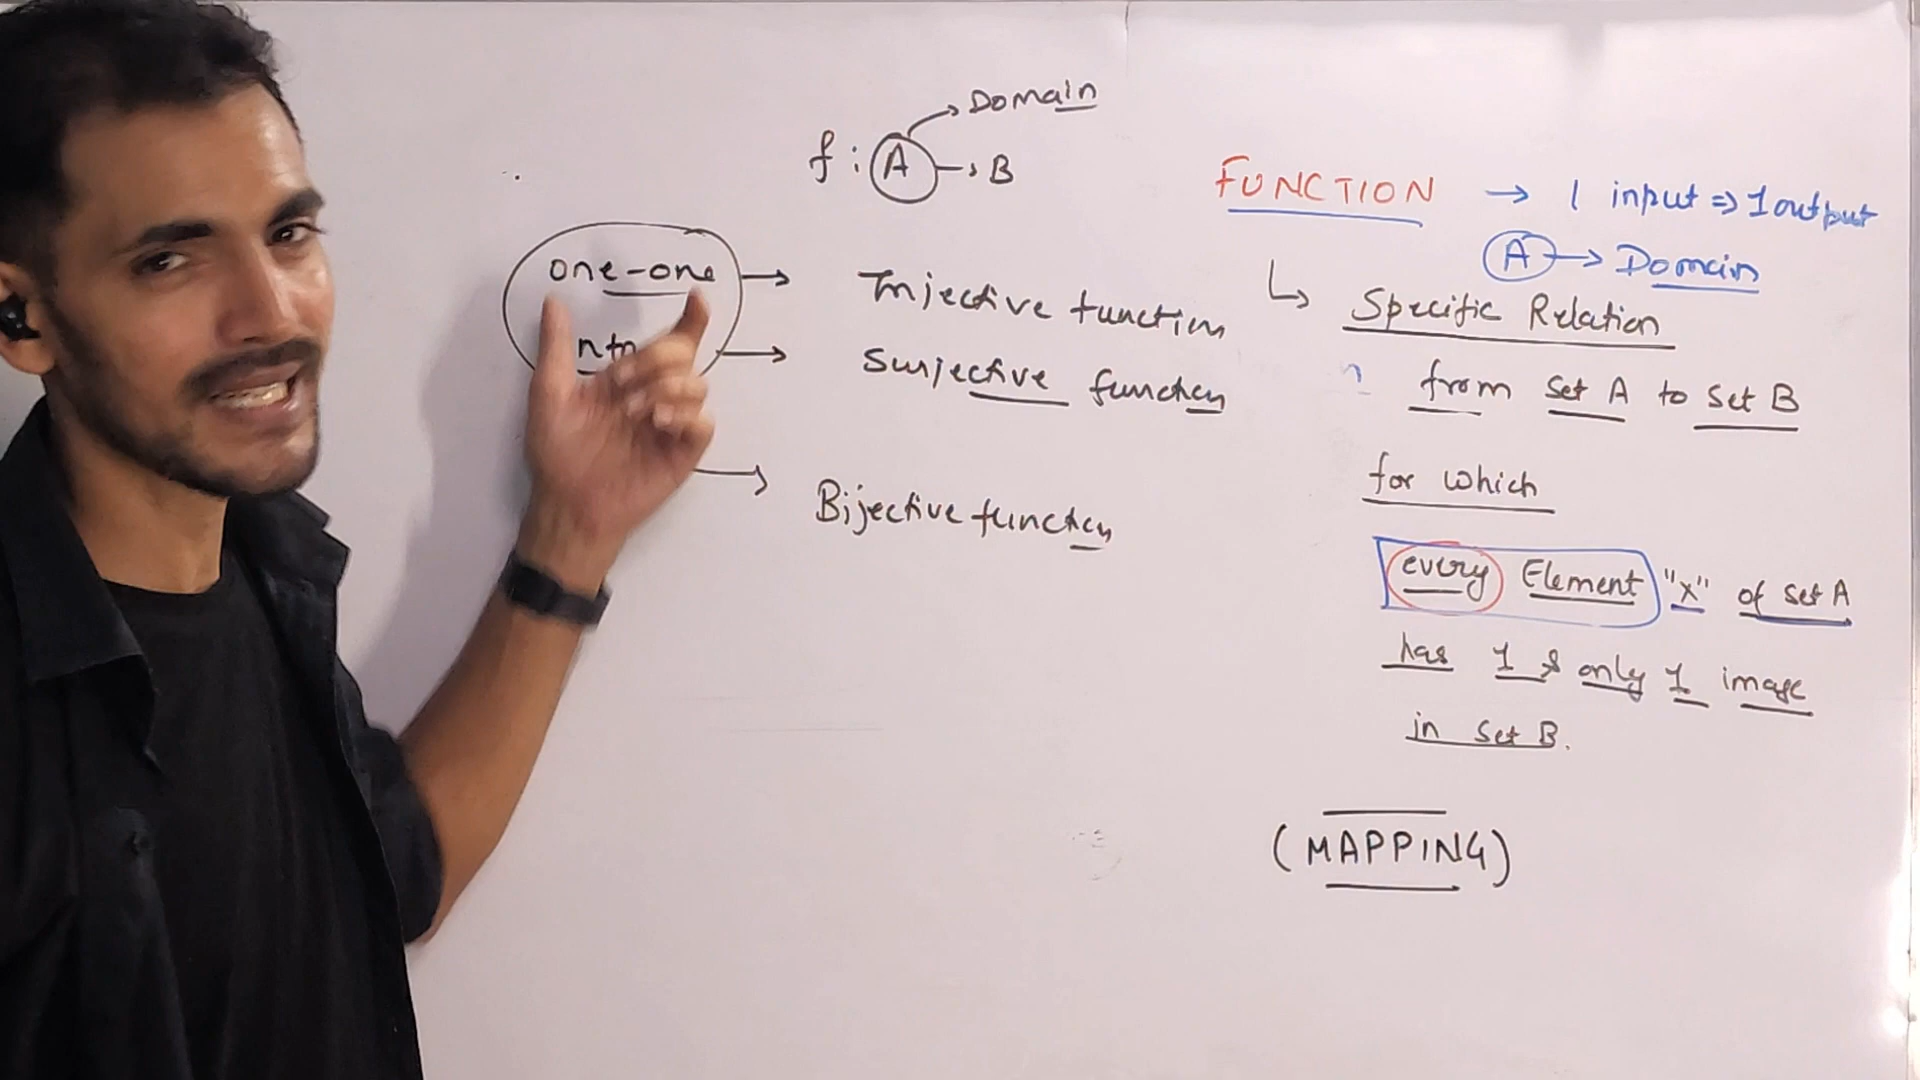 Domain
f : A → B
one-one → Injective function
→ Surjective function
→ Bijective function
FUNCTION → 1 input ⇒ 1 output
A → Domain
↳ Specific Relation
from Set A to Set B
for which
every Element "x" of Set A
has 1 & only 1 image
in Set B.
(MAPPING)